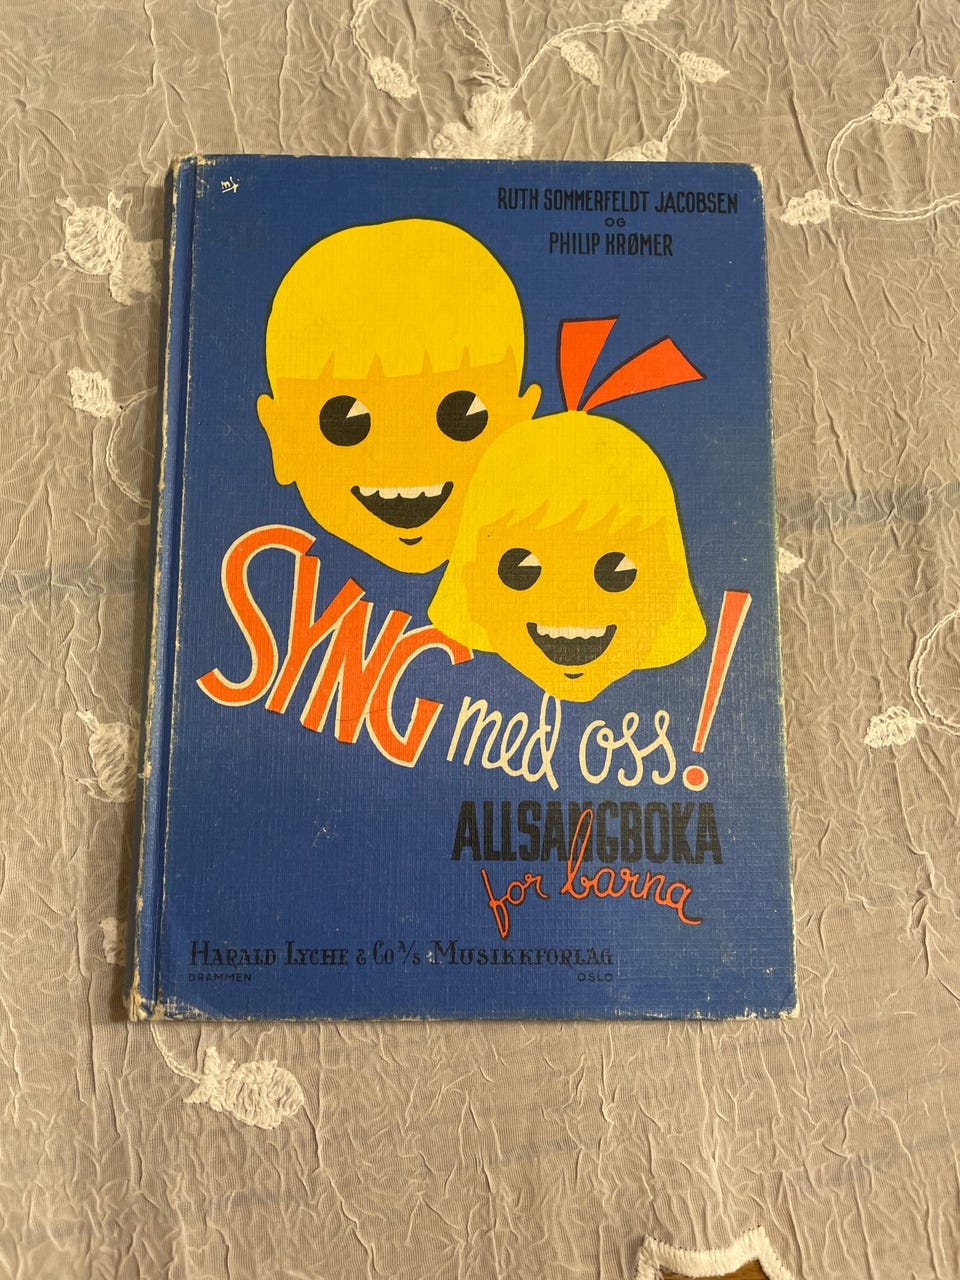 RUTH SOMMERFELDT JACOBSEN
OG
PHILIP KRØMER
SYNG med oss!
ALLSANGBOKA
for barna
HARALD LYCHE & Co A/s MUSIKKFORLAG
DRAMMEN OSLO